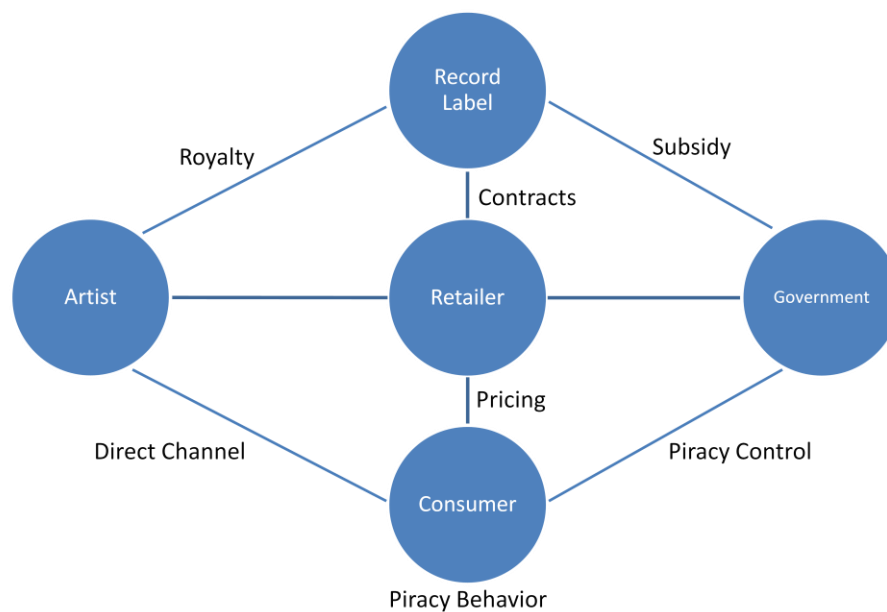 Record
Label
Royalty
Subsidy
Contracts
Artist
Retailer
Government
Pricing
Direct Channel
Piracy Control
Consumer
Piracy Behavior